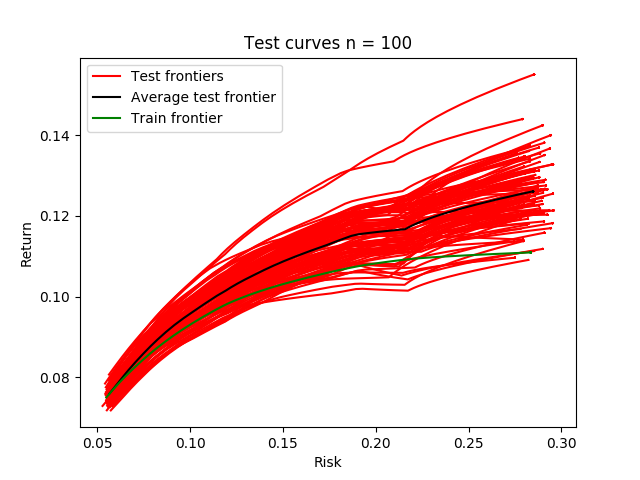 Test curves n = 100
Test frontiers
Average test frontier
Train frontier
0.14
0.12
0.10
0.08
Return
0.05 0.10 0.15 0.20 0.25 0.30
Risk